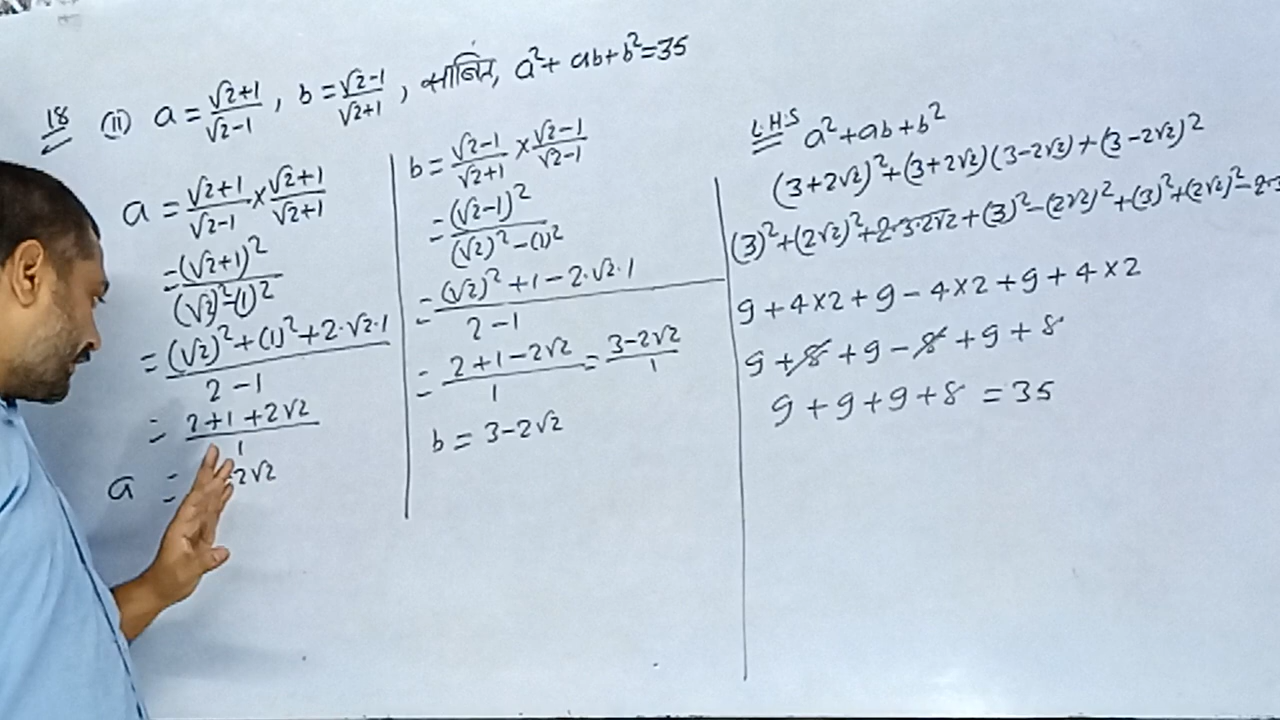 18 (ii) a = √2+1/√2-1 , b = √2-1/√2+1 , साबित, a²+ ab+b²=35
a = √2+1/√2-1 × √2+1/√2+1
= (√2+1)²/(√2)²-(1)²
= (√2)²+(1)²+2·√2·1/2-1
= 2+1+2√2/1
a = 2√2
b = √2-1/√2+1 × √2-1/√2-1
= (√2-1)²/(√2)²-(1)²
= (√2)²+1-2·√2·1/2-1
= 2+1-2√2/1 = 3-2√2/1
b = 3-2√2
L.H.S a²+ab+b²
(3+2√2)²+(3+2√2)(3-2√2)+(3-2√2)²
(3)²+(2√2)²+2·3·2√2+(3)²-(2√2)²+(3)²+(2√2)²-2·3
9+4×2+9-4×2+9+4×2
9+8+9-8+9+8
9+9+9+8 = 35